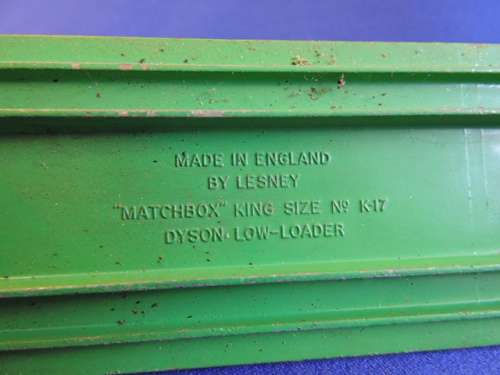 MADE IN ENGLAND
BY LESNEY
"MATCHBOX" KING SIZE Nº K-17
DYSON LOW-LOADER